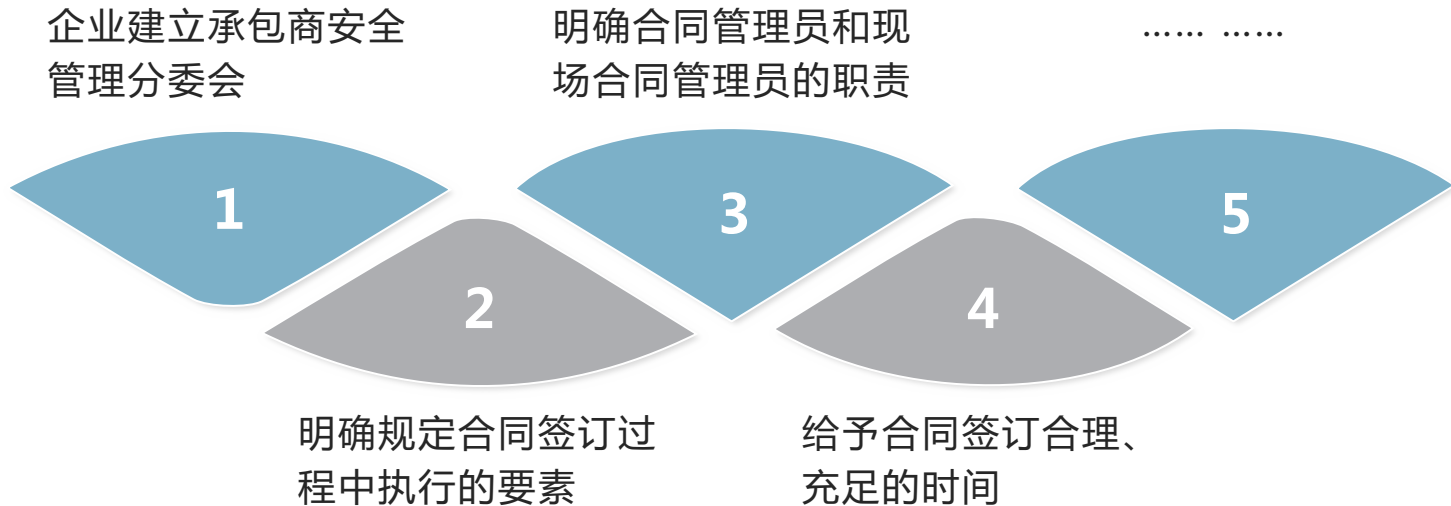 企业建立承包商安全
管理分委会
明确合同管理员和现
场合同管理员的职责
…… ……
1
2
3
4
5
明确规定合同签订过
程中执行的要素
给予合同签订合理、
充足的时间